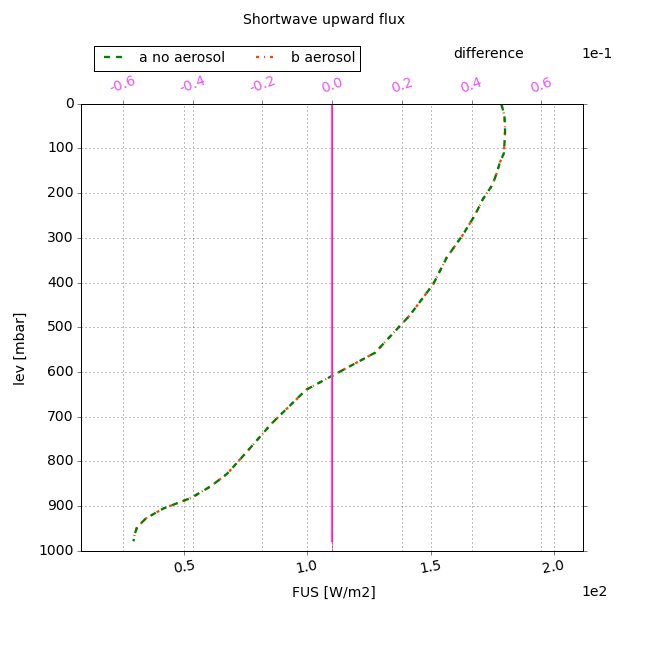 Shortwave upward flux
a no aerosol b aerosol difference 1e-1
-0.6 -0.4 -0.2 0.0 0.2 0.4 0.6
0
100
200
300
400
500
600
700
800
900
1000
lev [mbar]
0.5 1.0 1.5 2.0
FUS [W/m2] 1e2